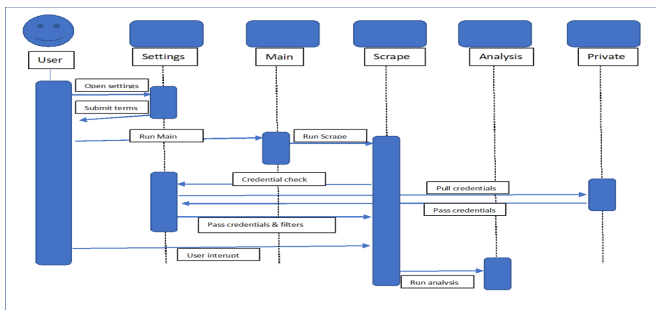 User
Settings
Main
Scrape
Analysis
Private
Open settings
Submit terms
Run Main
Run Scrape
Credential check
Pull credentials
Pass credentials
Pass credentials & filters
User interuot
Run analysis